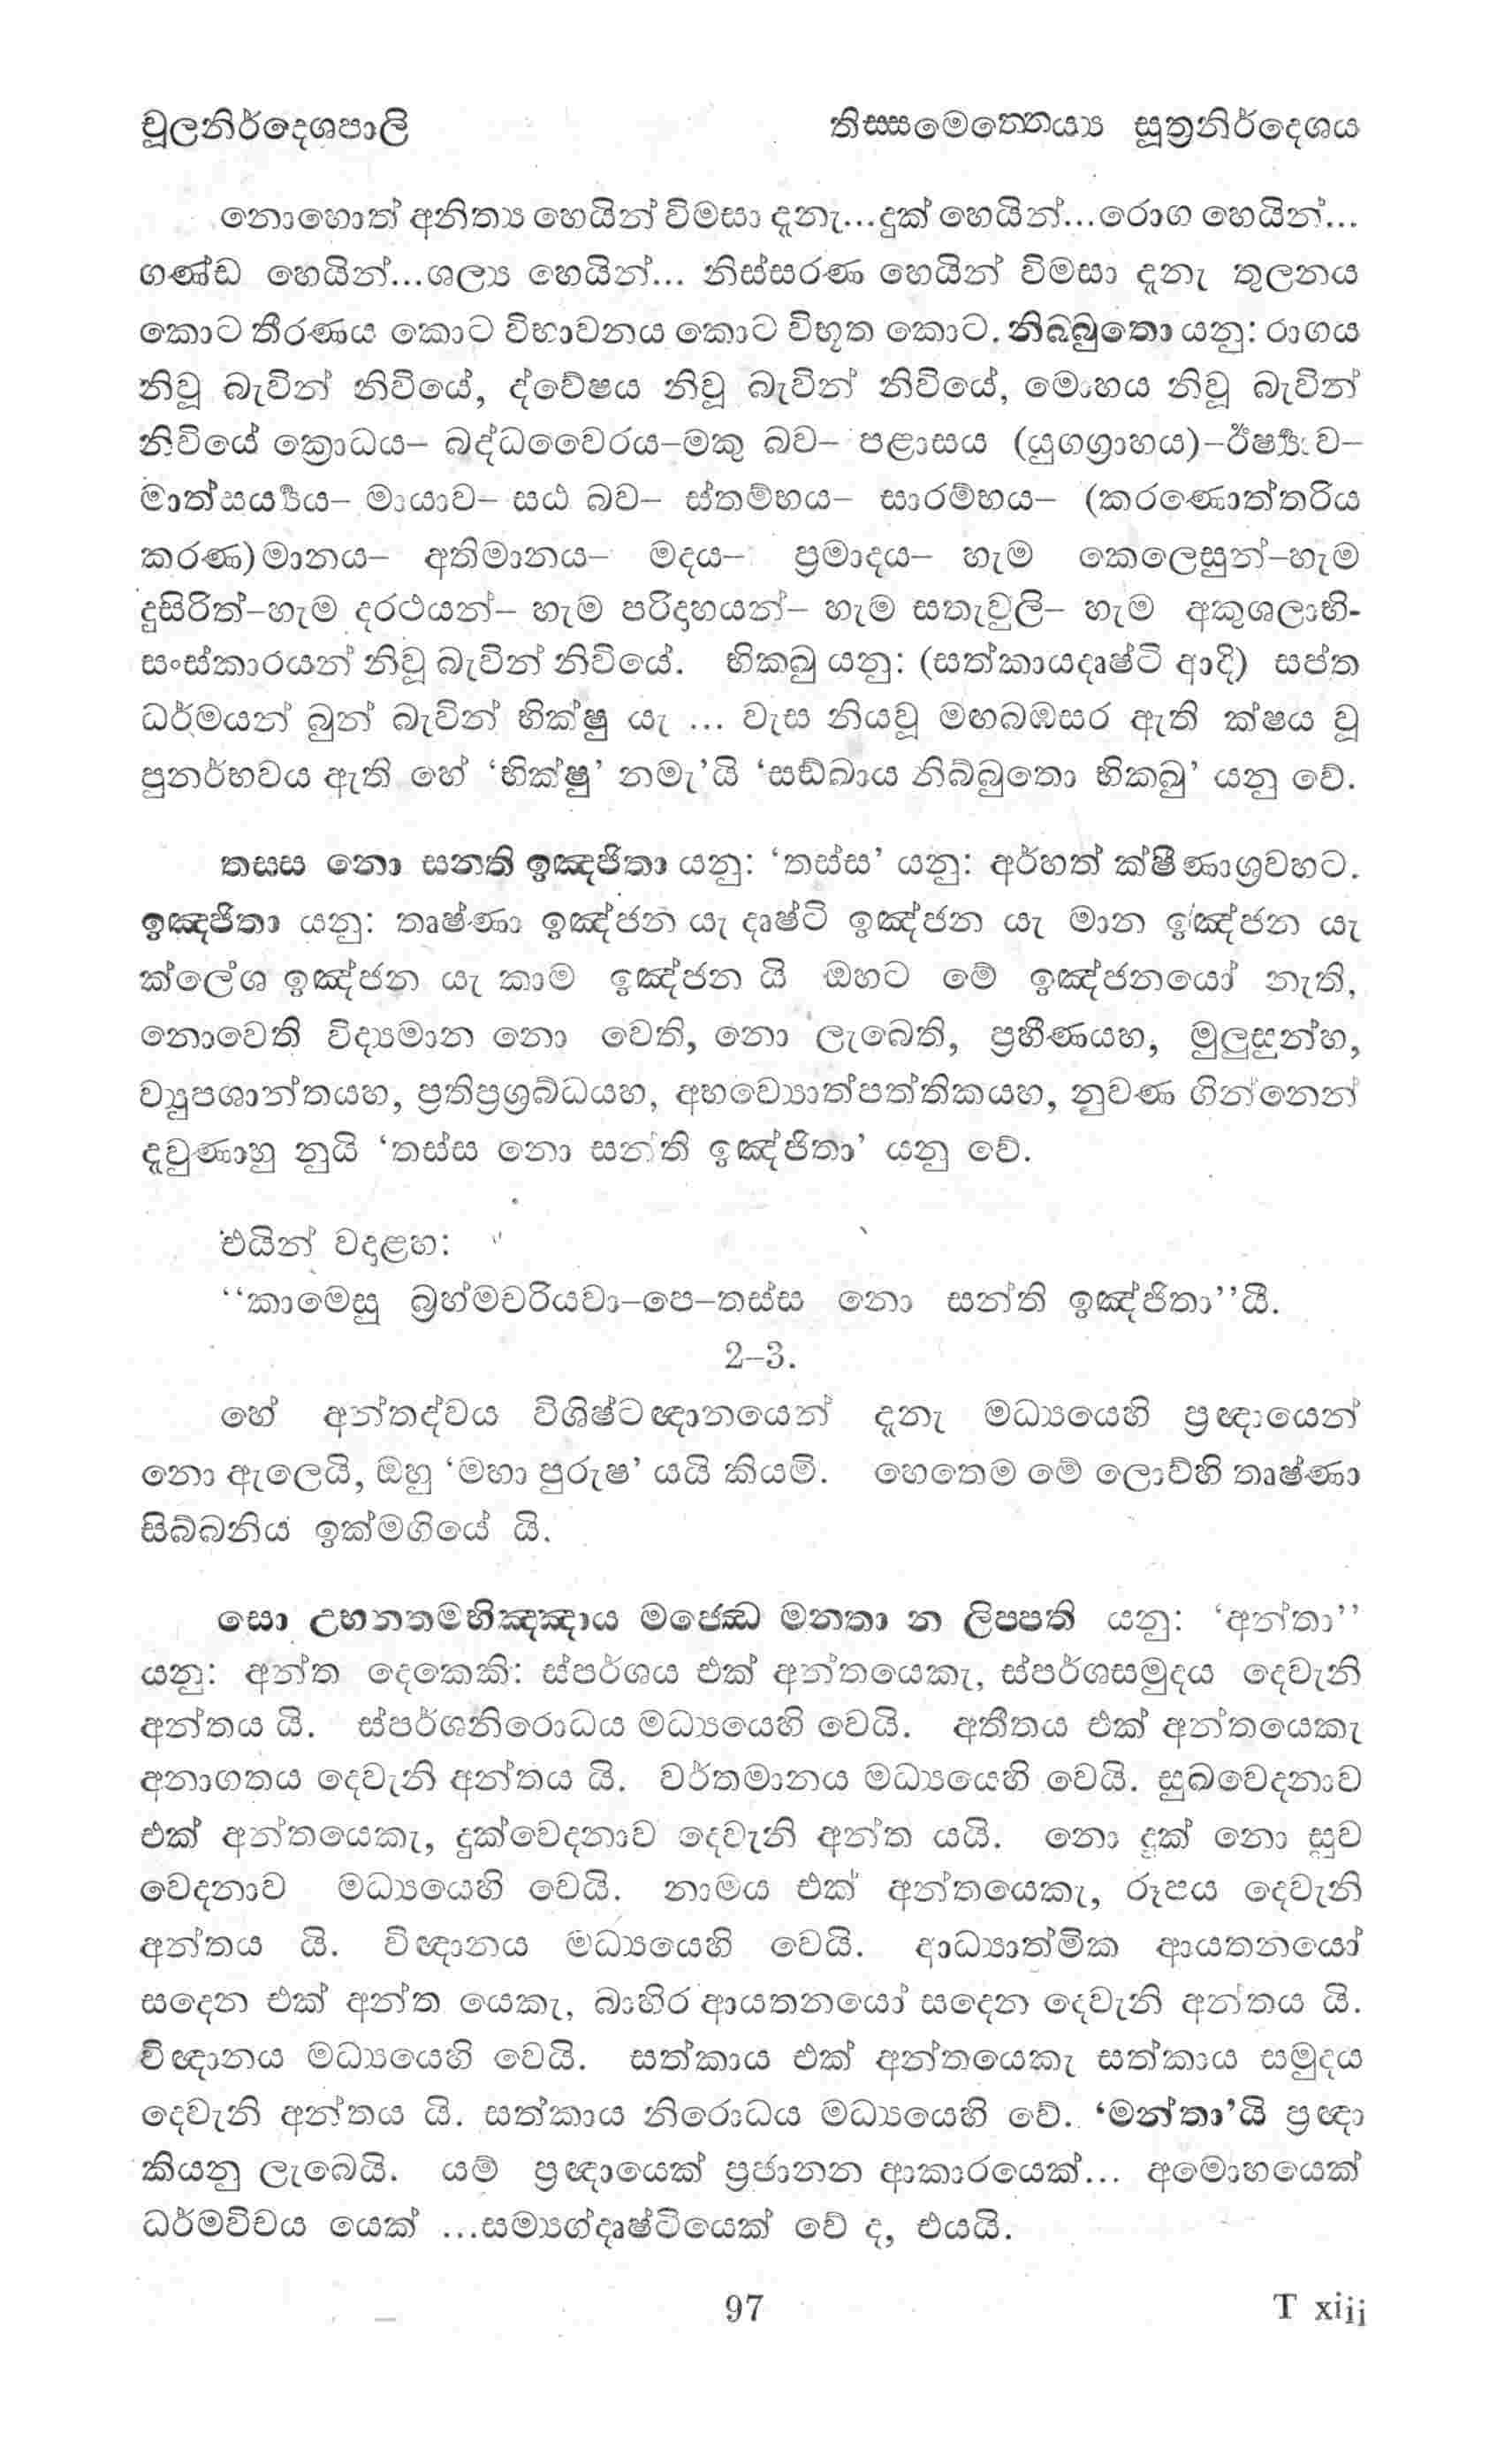 චූලනිර්දෙශපාලි තිස්සමෙත්තෙය්‍ය සූත්‍රනිර්දෙශය
නොහොත් අනිත්‍ය හෙයින් විමසා දැනැ...දුක් හෙයින්...රොග හෙයින්...
ගණ්ඩ හෙයින්...ශල්‍ය හෙයින්... නිස්සරණ හෙයින් විමසා දැනැ තුලනය
කොට තීරණය කොට විභාවනය කොට විභූත කොට. නිබ්බුතො යනු: රාගය
නිවූ බැවින් නිවියේ, ද්වේෂය නිවූ බැවින් නිවියේ, මොහය නිවූ බැවින්
නිවියේ ක්‍රොධය– බද්ධවෛරය–මකු බව– පළාසය (යුගග්‍රාහය)–ඊෂ්‍ර්‍යාව–
මාත්සර්‍ය්‍යය– මායාව– සඨ බව– ස්තම්භය– සාරම්භය– (කරණොත්තරිය
කරණ)මානය– අතිමානය– මදය– ප්‍රමාදය– හැම කෙලෙසුන්–හැම
දුසිරිත්–හැම දරථයන්– හැම පරිදාහයන්– හැම සතැවුලි– හැම අකුශලාභි-
සංස්කාරයන් නිවූ බැවින් නිවියේ. භික්ඛු යනු: (සත්කායදෘෂ්ටි ආදි) සප්ත
ධර්මයන් බුන් බැවින් භික්ෂු යැ ... වැස නියවූ මඟබඹසර ඇති ක්ෂය වූ
පුනර්භවය ඇති හේ ‘භික්ෂු’ නමැ’යි ‘සඞ්ඛාය නිබ්බුතො භික්ඛු’ යනු වේ.
තස්ස නො සන්ති ඉඤ්ජිතා යනු: ‘තස්ස’ යනු: අර්හත් ක්ෂීණාශ්‍රවහට.
ඉඤ්ජිතා යනු: තෘෂ්ණා ඉඤ්ජන යැ දෘෂ්ටි ඉඤ්ජන යැ මාන ඉඤ්ජන යැ
ක්ලේශ ඉඤ්ජන යැ කාම ඉඤ්ජන යි ඔහට මේ ඉඤ්ජනයෝ නැති,
නොවෙති විද්‍යමාන නො වෙති, නො ලැබෙති, ප්‍රහීණයහ, මුලුසුන්හ,
ව්‍යුපශාන්තයහ, ප්‍රතිප්‍රශ්‍රබ්ධයහ, අභව්‍යොත්පත්තිකයහ, නුවණ ගින්නෙන්
දැවුණාහු නුයි ‘තස්ස නො සන්ති ඉඤ්ජිතා’ යනු වේ.
එයින් වදාළහ:
‘‘කාමෙසු බ්‍රහ්මචරියවා–පෙ–තස්ස නො සන්ති ඉඤ්ජිතා’’යී.
2–3.
හේ අන්තද්වය විශිෂ්ටඥානයෙන් දැනැ මධ්‍යයෙහි ප්‍රඥායෙන්
නො ඇලෙයි, ඔහු ‘මහා පුරුෂ’ යයි කියමි. හෙතෙම මේ ලොව්හි තෘෂ්ණා
සිබ්බනිය ඉක්මගියේ යි.
සො උභන්තමභිඤ්ඤාය මජ්ඣෙ මන්තා න ලිප්පති යනු: ‘අන්තා’’
යනු: අන්ත දෙකෙකි: ස්පර්ශය එක් අන්තයෙකැ, ස්පර්ශසමුදය දෙවැනි
අන්තය යි. ස්පර්ශනිරොධය මධ්‍යයෙහි වෙයි. අතීතය එක් අන්තයෙකැ
අනාගතය දෙවැනි අන්තය යි. වර්තමානය මධ්‍යයෙහි වෙයි. සුඛවෙදනාව
එක් අන්තයෙකැ, දුක්වෙදනාව දෙවැනි අන්ත යයි. නො දුක් නො සුව
වෙදනාව මධ්‍යයෙහි වෙයි. නාමය එක් අන්තයෙකැ, රූපය දෙවැනි
අන්තය යි. විඥානය මධ්‍යයෙහි වෙයි. ආධ්‍යාත්මික ආයතනයෝ
සදෙන එක් අන්ත යෙකැ, බාහිර ආයතනයෝ සදෙන දෙවැනි අන්තය යි.
විඥානය මධ්‍යයෙහි වෙයි. සත්කාය එක් අන්තයෙකැ සත්කාය සමුදය
දෙවැනි අන්තය යි. සත්කාය නිරොධය මධ්‍යයෙහි වේ. ‘මන්තා’යි ප්‍රඥා
කියනු ලැබෙයි. යම් ප්‍රඥායෙක් ප්‍රජානන ආකාරයෙක්... අමොහයෙක්
ධර්මවිචය යෙක් ...සම්‍යග්දෘෂ්ටියෙක් වේ ද, එයයි.
97 T xiii